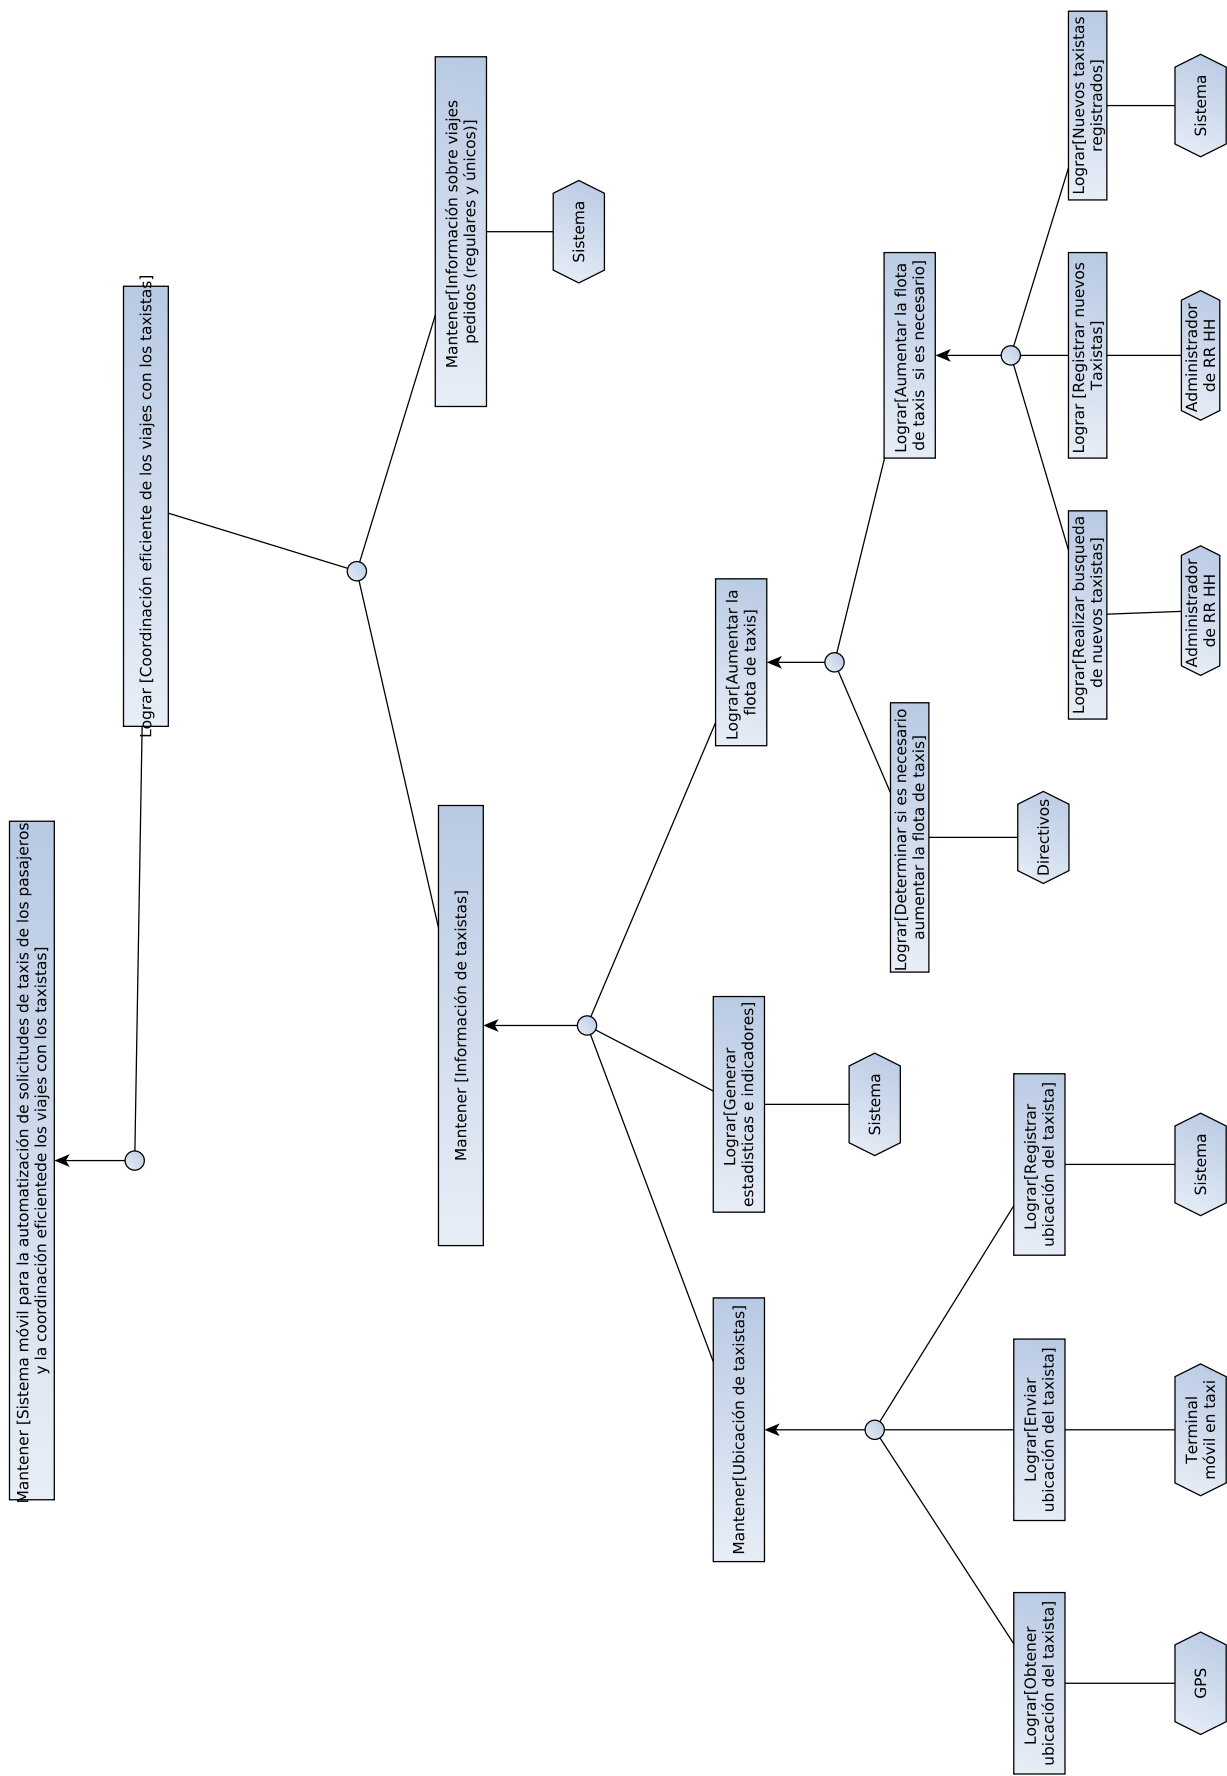 Mantener [Sistema móvil para la automatización de solicitudes de taxis de los pasajeros
y la coordinación eficientede los viajes con los taxistas]
Lograr [Coordinación eficiente de los viajes con los taxistas]
Mantener [Información de taxistas]
Mantener[Información sobre viajes
pedidos (regulares y únicos)]
Sistema
Mantener[Ubicación de taxistas]
Lograr[Generar
estadisticas e indicadores]
Lograr[Aumentar la
flota de taxis]
Sistema
Lograr[Determinar si es necesario
aumentar la flota de taxis]
Lograr[Aumentar la flota
de taxis si es necesario]
Directivos
Lograr[Obtener
ubicación del taxista]
Lograr[Enviar
ubicación del taxista]
Lograr[Registrar
ubicación del taxista]
Lograr[Realizar busqueda
de nuevos taxistas]
Lograr [Registrar nuevos
Taxistas]
Lograr[Nuevos taxistas
registrados]
GPS
Terminal
móvil en taxi
Sistema
Administrador
de RR HH
Administrador
de RR HH
Sistema